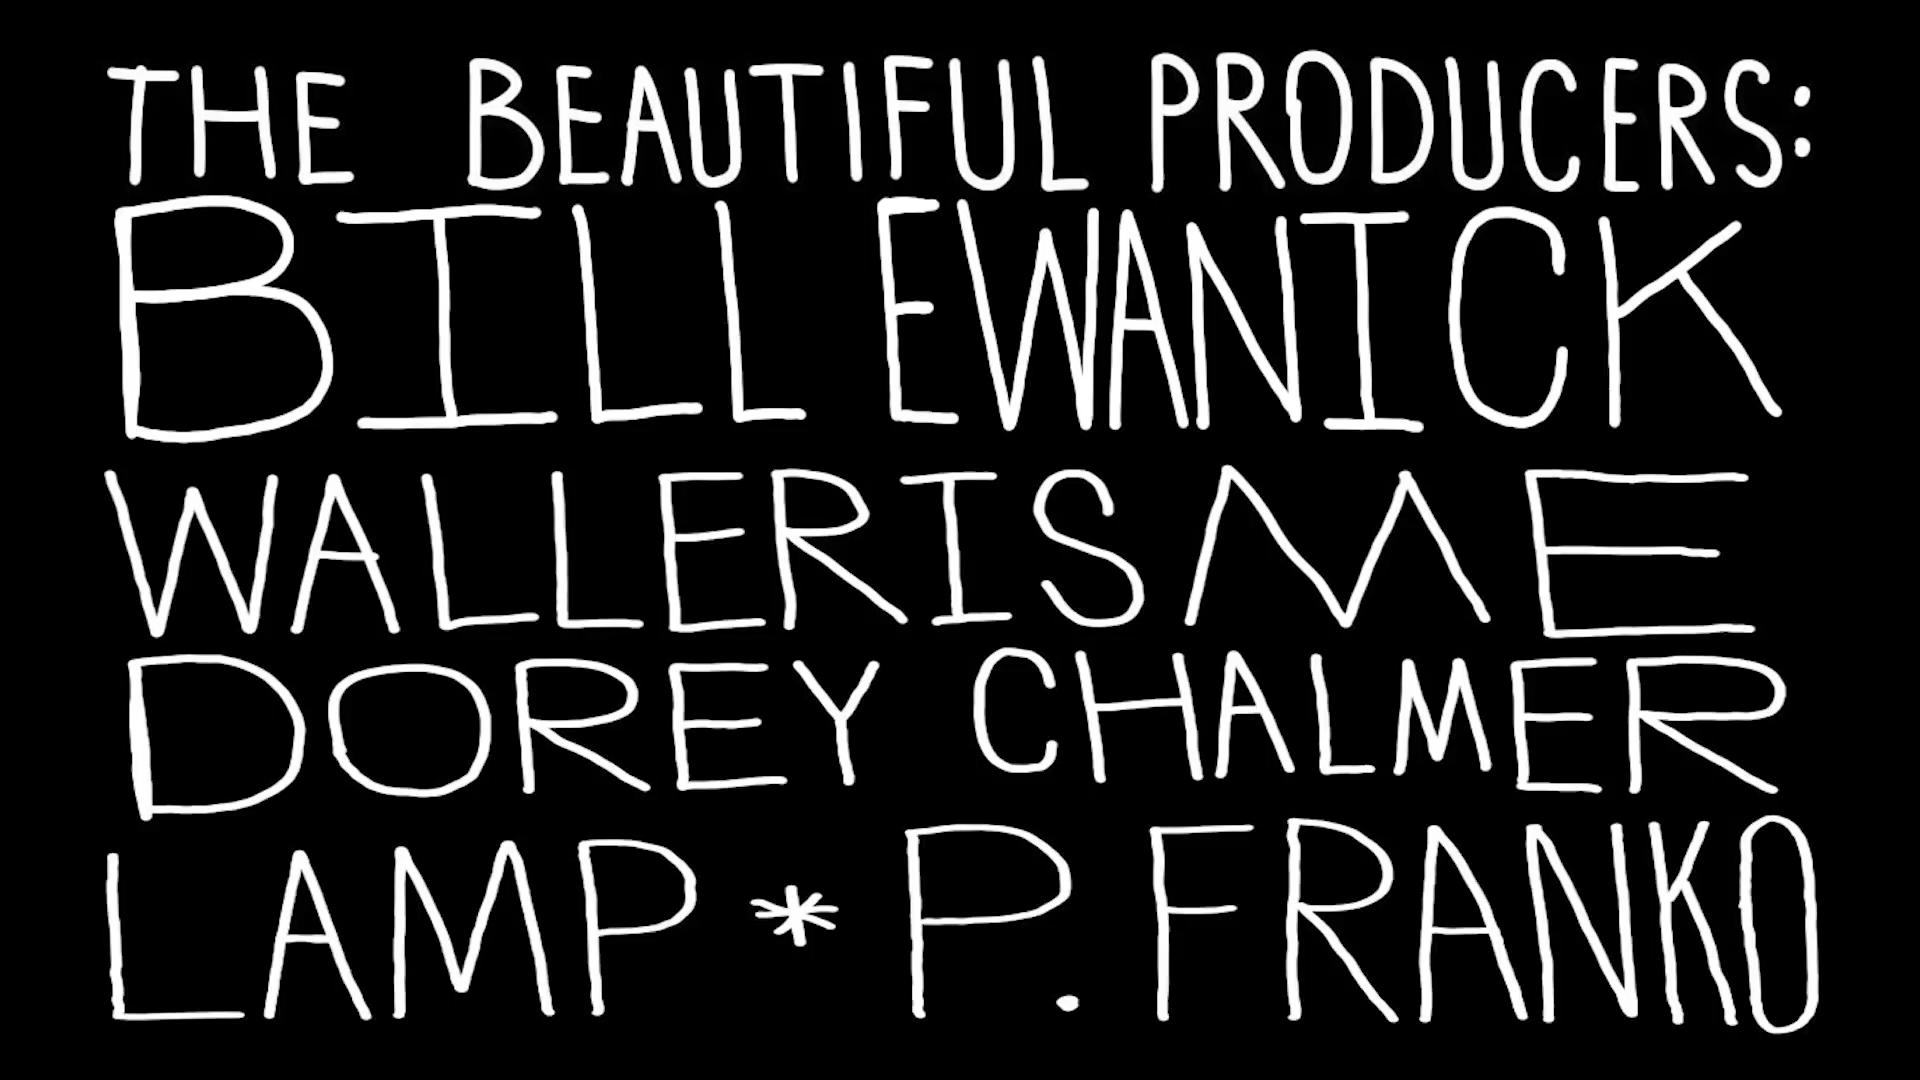 THE BEAUTIFUL PRODUCERS:
BILL EWANICK
WALLERISME
DOREY CHALMER
LAMP * P. FRANKO